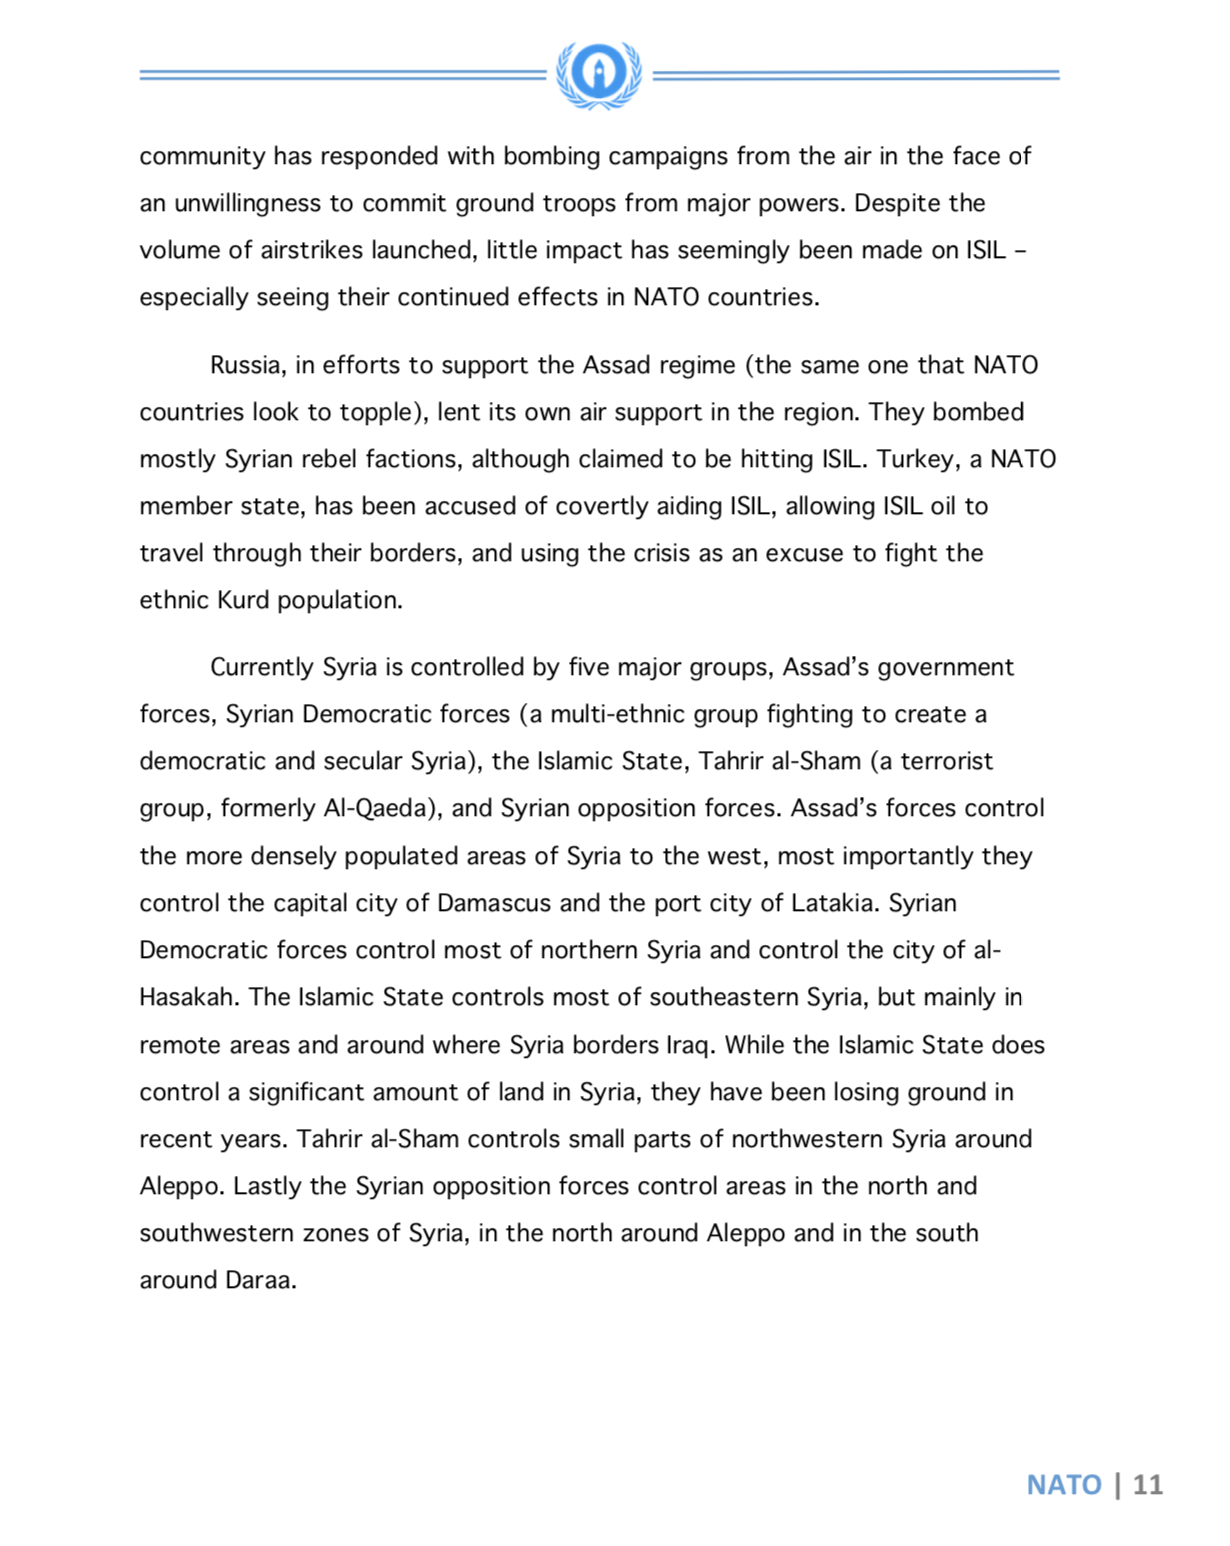 community has responded with bombing campaigns from the air in the face of
an unwillingness to commit ground troops from major powers. Despite the
volume of airstrikes launched, little impact has seemingly been made on ISIL –
especially seeing their continued effects in NATO countries.
Russia, in efforts to support the Assad regime (the same one that NATO
countries look to topple), lent its own air support in the region. They bombed
mostly Syrian rebel factions, although claimed to be hitting ISIL. Turkey, a NATO
member state, has been accused of covertly aiding ISIL, allowing ISIL oil to
travel through their borders, and using the crisis as an excuse to fight the
ethnic Kurd population.
Currently Syria is controlled by five major groups, Assad’s government
forces, Syrian Democratic forces (a multi-ethnic group fighting to create a
democratic and secular Syria), the Islamic State, Tahrir al-Sham (a terrorist
group, formerly Al-Qaeda), and Syrian opposition forces. Assad’s forces control
the more densely populated areas of Syria to the west, most importantly they
control the capital city of Damascus and the port city of Latakia. Syrian
Democratic forces control most of northern Syria and control the city of al-
Hasakah. The Islamic State controls most of southeastern Syria, but mainly in
remote areas and around where Syria borders Iraq. While the Islamic State does
control a significant amount of land in Syria, they have been losing ground in
recent years. Tahrir al-Sham controls small parts of northwestern Syria around
Aleppo. Lastly the Syrian opposition forces control areas in the north and
southwestern zones of Syria, in the north around Aleppo and in the south
around Daraa.
NATO | 11